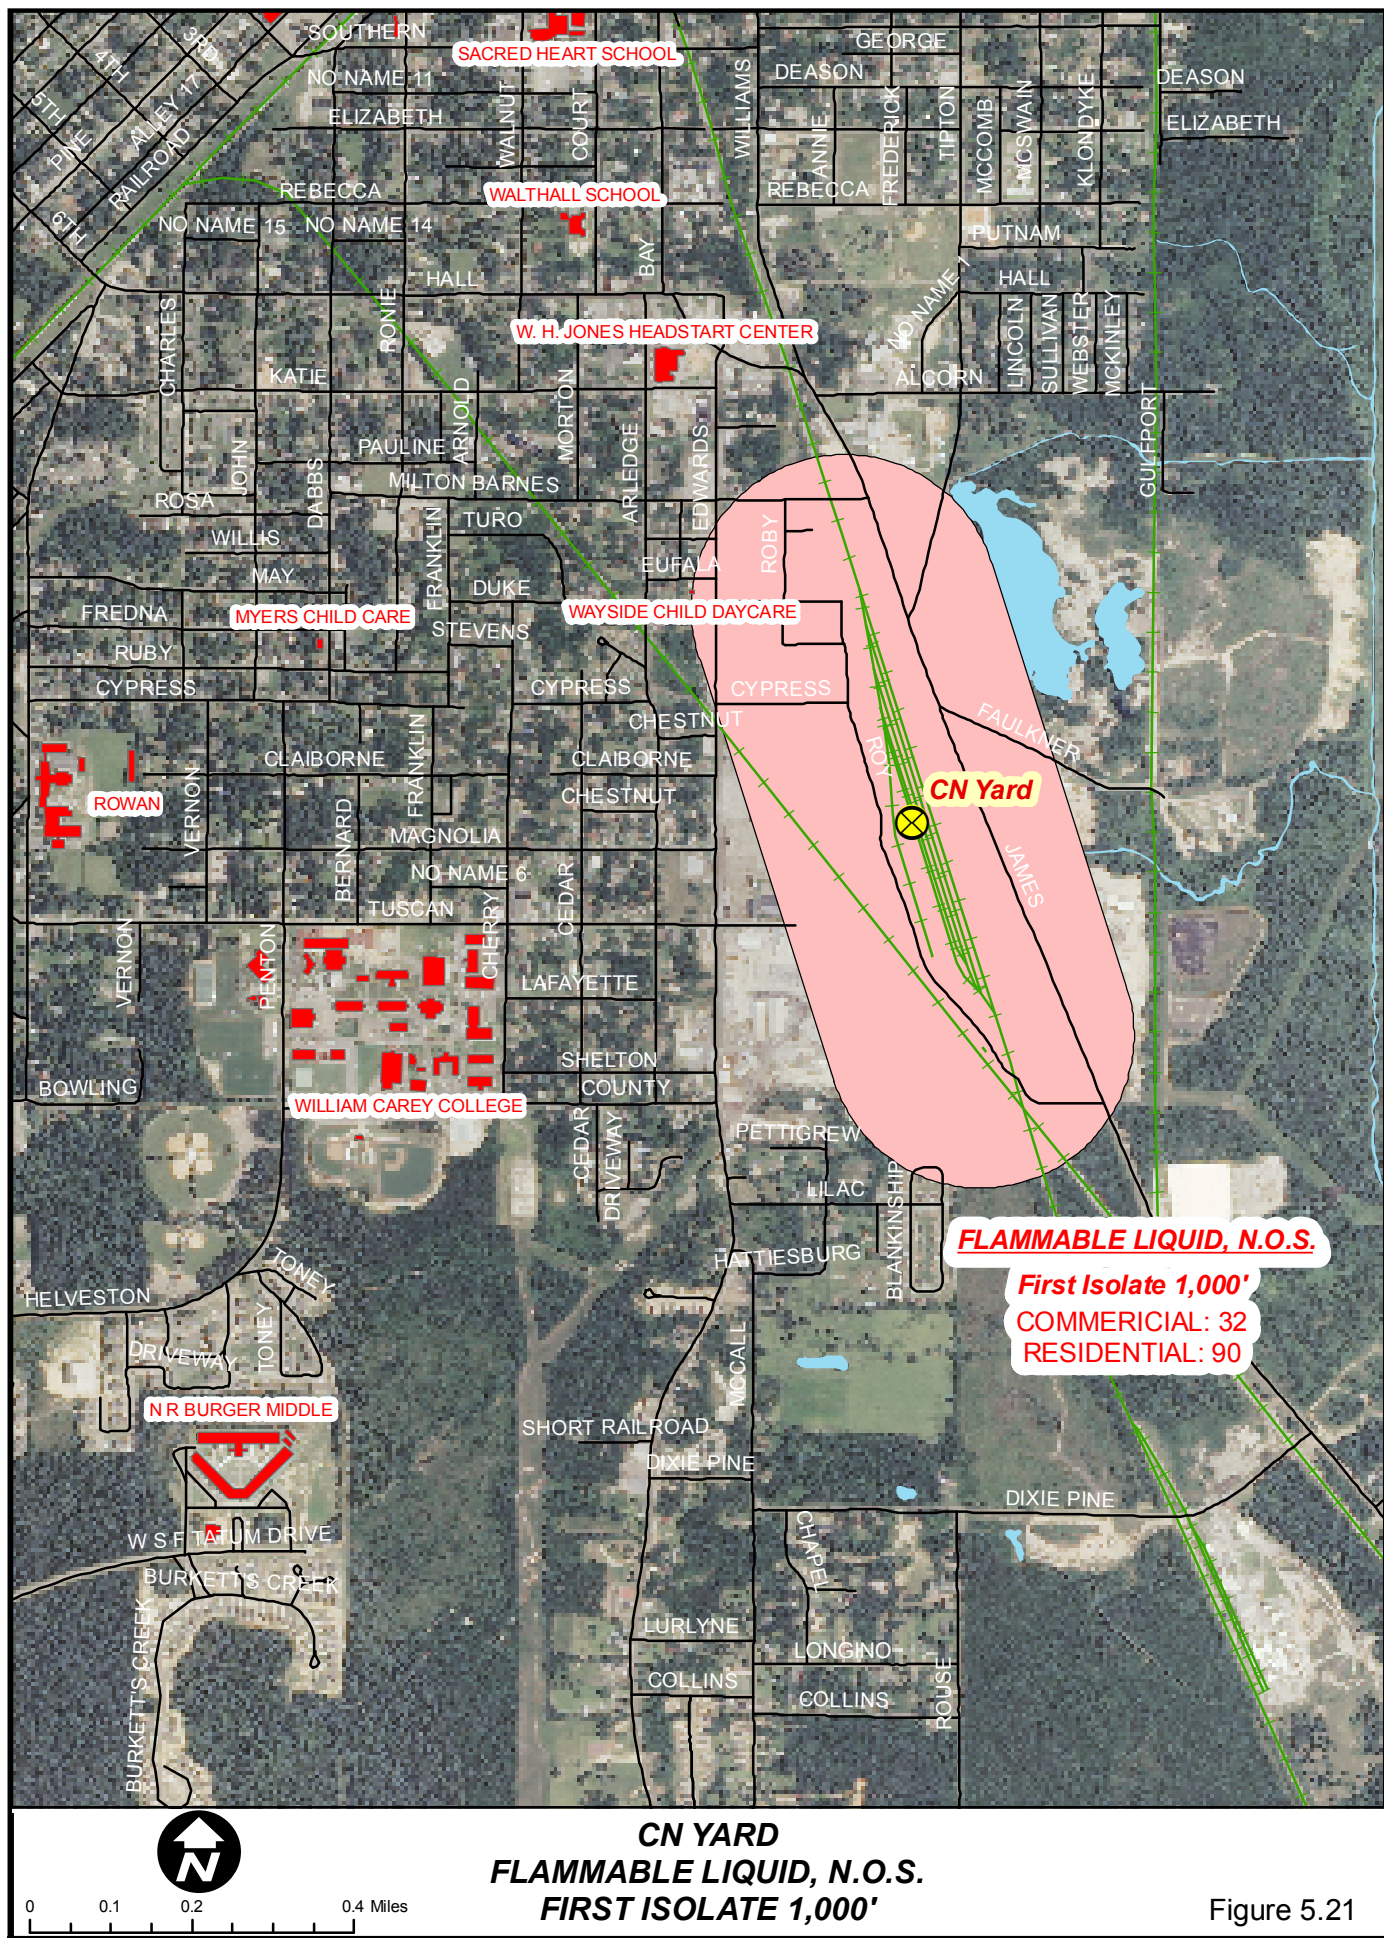 SOUTHERN
3RD
4TH
5TH
PINE
ALLEY 17
RAILROAD
6TH
SACRED HEART SCHOOL
GEORGE
DEASON
DEASON
NO NAME 11
ELIZABETH
ELIZABETH
WALNUT
COURT
WILLIAMS
ANNIE
FREDERICK
TIPTON
MCCOMB
MCSWAIN
KLONDYKE
REBECCA
WALTHALL SCHOOL
REBECCA
NO NAME 15
NO NAME 14
PUTNAM
BAY
HALL
HALL
NO NAME 1
CHARLES
RONIE
W. H. JONES HEADSTART CENTER
LINCOLN
SULLIVAN
WEBSTER
MCKINLEY
KATIE
ALCORN
ARNOLD
MORTON
GULFPORT
PAULINE
ARLEDGE
EDWARDS
JOHN
DABBS
MILTON BARNES
ROSA
TURO
FRANKLIN
ROBY
WILLIS
EUFALA
MAY
DUKE
FREDNA
MYERS CHILD CARE
WAYSIDE CHILD DAYCARE
STEVENS
RUBY
CYPRESS
CYPRESS
CYPRESS
CHESTNUT
FAULKNER
ROY
FRANKLIN
CLAIBORNE
CLAIBORNE
CN Yard
ROWAN
CHESTNUT
VERNON
BERNARD
MAGNOLIA
JAMES
NO NAME 6
CEDAR
TUSCAN
CHERRY
VERNON
PENTON
LAFAYETTE
SHELTON
BOWLING
COUNTY
WILLIAM CAREY COLLEGE
CEDAR
DRIVEWAY
PETTIGREW
LILAC
BLANKINSHIP
HATTIESBURG
FLAMMABLE LIQUID, N.O.S.
First Isolate 1,000'
COMMERICIAL: 32
RESIDENTIAL: 90
TONEY
HELVESTON
TONEY
DRIVEWAY
MCCALL
N R BURGER MIDDLE
SHORT RAILROAD
DIXIE PINE
DIXIE PINE
W S F TATUM DRIVE
CHAPEL
BURKETT'S CREEK
BURKETT'S CREEK
LURLYNE
LONGINO
COLLINS
COLLINS
ROUSE
N
CN YARD
FLAMMABLE LIQUID, N.O.S.
FIRST ISOLATE 1,000'
0 0.1 0.2 0.4 Miles
Figure 5.21